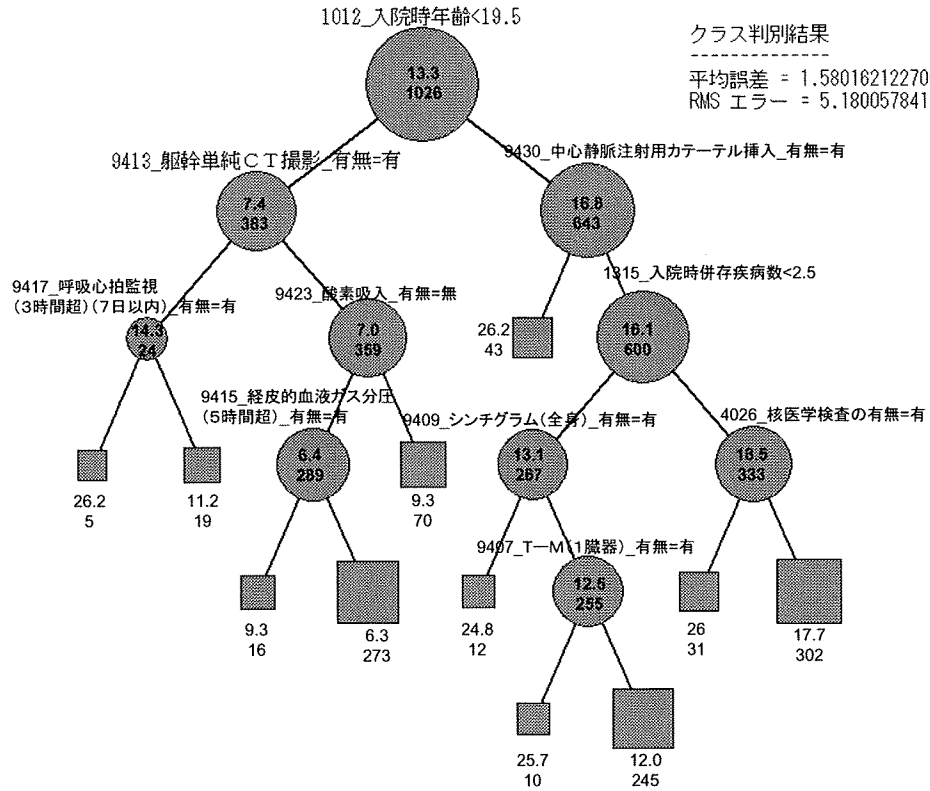 1012_入院時年齢<19.5
クラス判別結果
--------------
平均誤差 = 1.58016212270
RMS エラー = 5.180057841
13.3
1026
9413_躯幹単純CT撮影_有無=有
9430_中心静脈注射用カテーテル挿入_有無=有
7.4
383
16.8
643
9417_呼吸心拍監視
(3時間超)(7日以内)_有無=有
9423_酸素吸入_有無=無
1315_入院時併存疾病数<2.5
14.3
24
7.0
359
26.2
43
16.1
600
9415_経皮的血液ガス分圧
(5時間超)_有無=有
9409_シンチグラム(全身)_有無=有
4026_核医学検査の有無=有
26.2
5
11.2
19
6.4
289
9.3
70
13.1
267
18.5
333
9407_T―M(1臓器)_有無=有
9.3
16
6.3
273
24.8
12
12.5
255
26
31
17.7
302
25.7
10
12.0
245